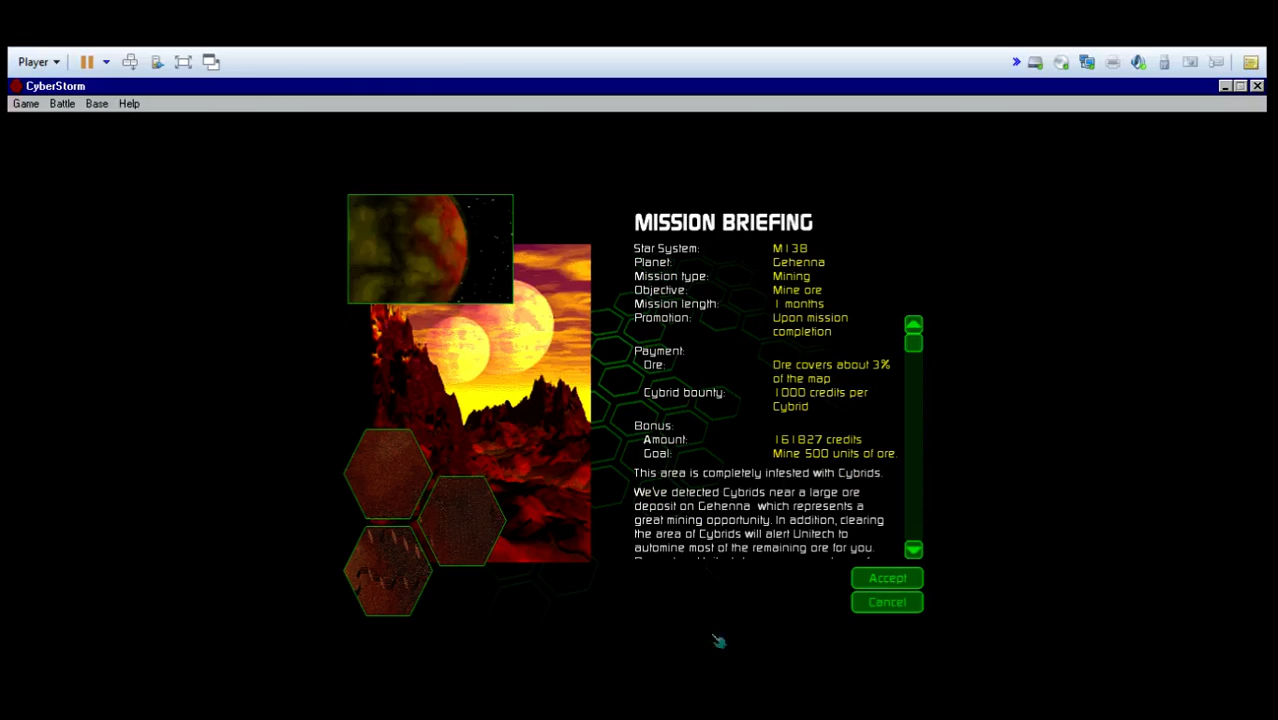 Player
CyberStorm
Game Battle Base Help
MISSION BRIEFING
Star System: M13B
Planet: Gehenna
Mission type: Mining
Objective: Mine ore
Mission length: 1 months
Promotion: Upon mission
completion
Payment:
Ore: Ore covers about 3%
of the map
Cybrid bounty: 1000 credits per
Cybrid
Bonus:
Amount: 161827 credits
Goal: Mine 500 units of ore.
This area is completely infested with Cybrids.
We've detected Cybrids near a large ore
deposit on Gehenna which represents a
great mining opportunity. In addition, clearing
the area of Cybrids will alert Unitech to
automine most of the remaining ore for you.
Accept
Cancel